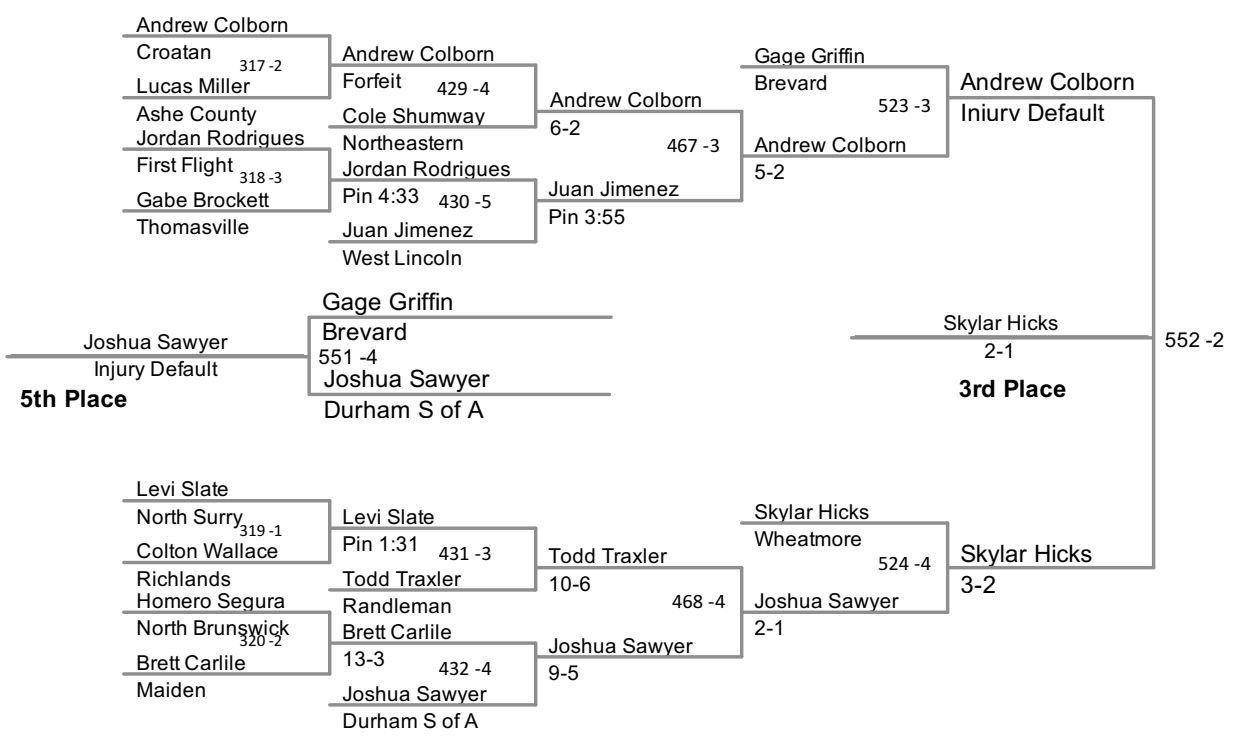 Andrew Colborn
Croatan
317 -2
Lucas Miller
Ashe County
Jordan Rodrigues
First Flight
318 -3
Gabe Brockett
Thomasville
Andrew Colborn
Forfeit
429 -4
Cole Shumway
Northeastern
Jordan Rodrigues
Pin 4:33
430 -5
Juan Jimenez
West Lincoln
Andrew Colborn
6-2
467 -3
Juan Jimenez
Pin 3:55
Gage Griffin
Brevard
523 -3
Andrew Colborn
5-2
Andrew Colborn
Injury Default
Gage Griffin
Brevard
551 -4
Joshua Sawyer
Durham S of A
Joshua Sawyer
Injury Default
5th Place
Skylar Hicks
2-1
3rd Place
552 -2
Levi Slate
North Surry
319 -1
Colton Wallace
Richlands
Homero Segura
North Brunswick
320 -2
Brett Carlile
Maiden
Levi Slate
Pin 1:31
431 -3
Todd Traxler
Randleman
Brett Carlile
13-3
432 -4
Joshua Sawyer
Durham S of A
Todd Traxler
10-6
468 -4
Joshua Sawyer
9-5
Skylar Hicks
Wheatmore
524 -4
Joshua Sawyer
2-1
Skylar Hicks
3-2